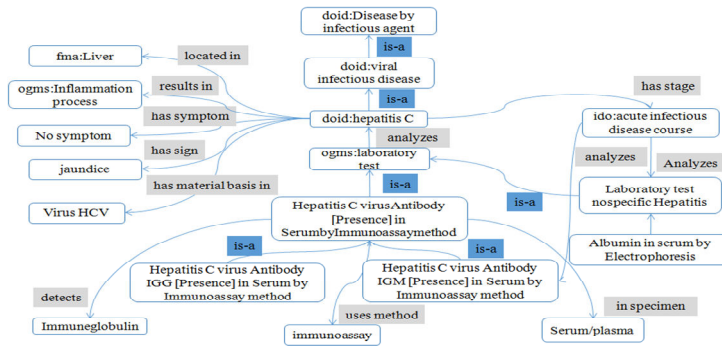 doid:Disease by
infectious agent
is-a
fma:Liver
located in
doid:viral
infectious disease
ogms:Inflammation
process
results in
is-a
has stage
No symptom
has symptom
doid:hepatitis C
ido:acute infectious
disease course
analyzes
has sign
jaundicc
ogms:laboratory
test
analyzes
Analyzes
has material basis in
Virus HCV
is-a
is-a
Laboratory test
nospecific Hepatitis
Hepatitis C virusAntibody
[Presence] in
SerumbyImmunoassaymethod
is-a
is-a
Albumin in scrum by
Electrophoresis
Hepatitis C virus Antibody
IGG [Presence] in Serum by
Immunoassay method
Hepatitis C virus Antibody
IGM [Presence] in Serum by
Immunoassay method
detects
uses method
in specimen
Immuneglobulin
immunoassay
Serum/plasma